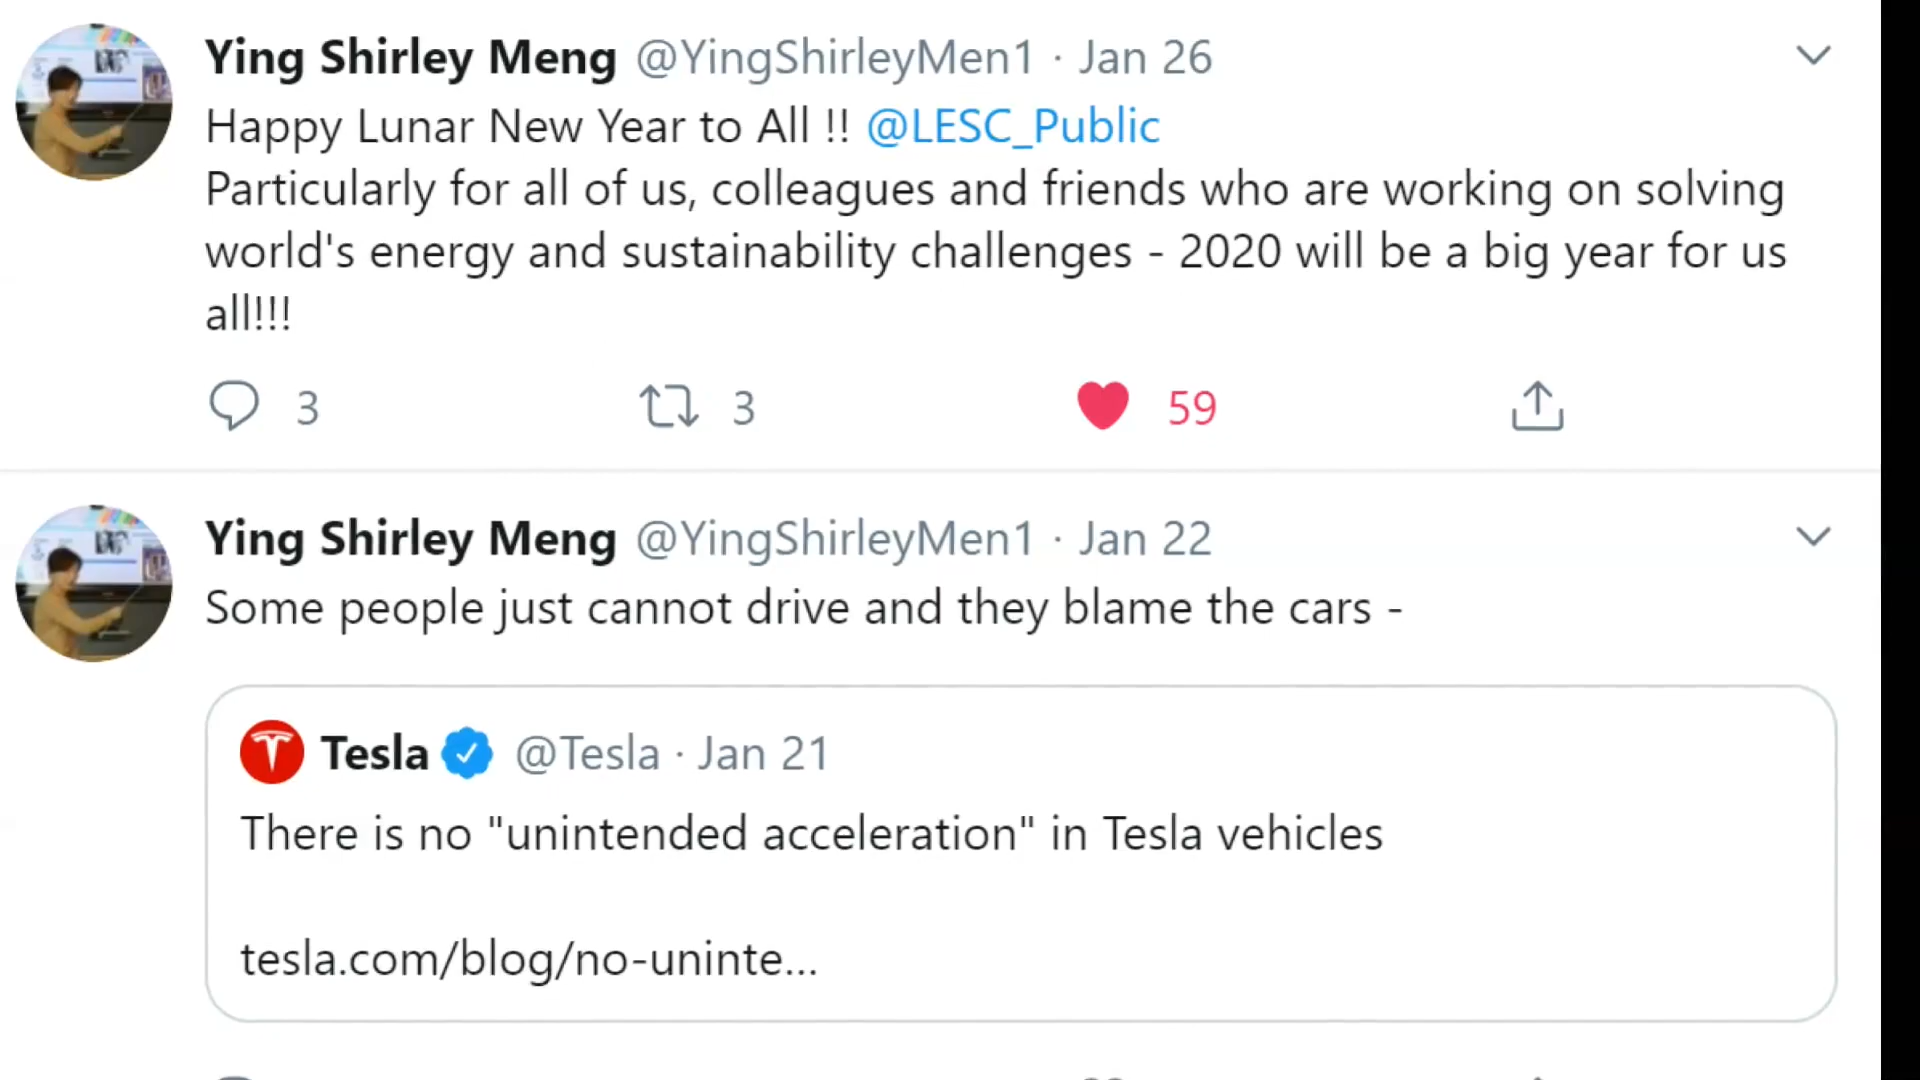 Ying Shirley Meng @YingShirleyMen1 · Jan 26
Happy Lunar New Year to All !! @LESC_Public
Particularly for all of us, colleagues and friends who are working on solving
world's energy and sustainability challenges - 2020 will be a big year for us
all!!!
3 3 59
Ying Shirley Meng @YingShirleyMen1 · Jan 22
Some people just cannot drive and they blame the cars -
Tesla @Tesla · Jan 21
There is no "unintended acceleration" in Tesla vehicles
tesla.com/blog/no-uninte...